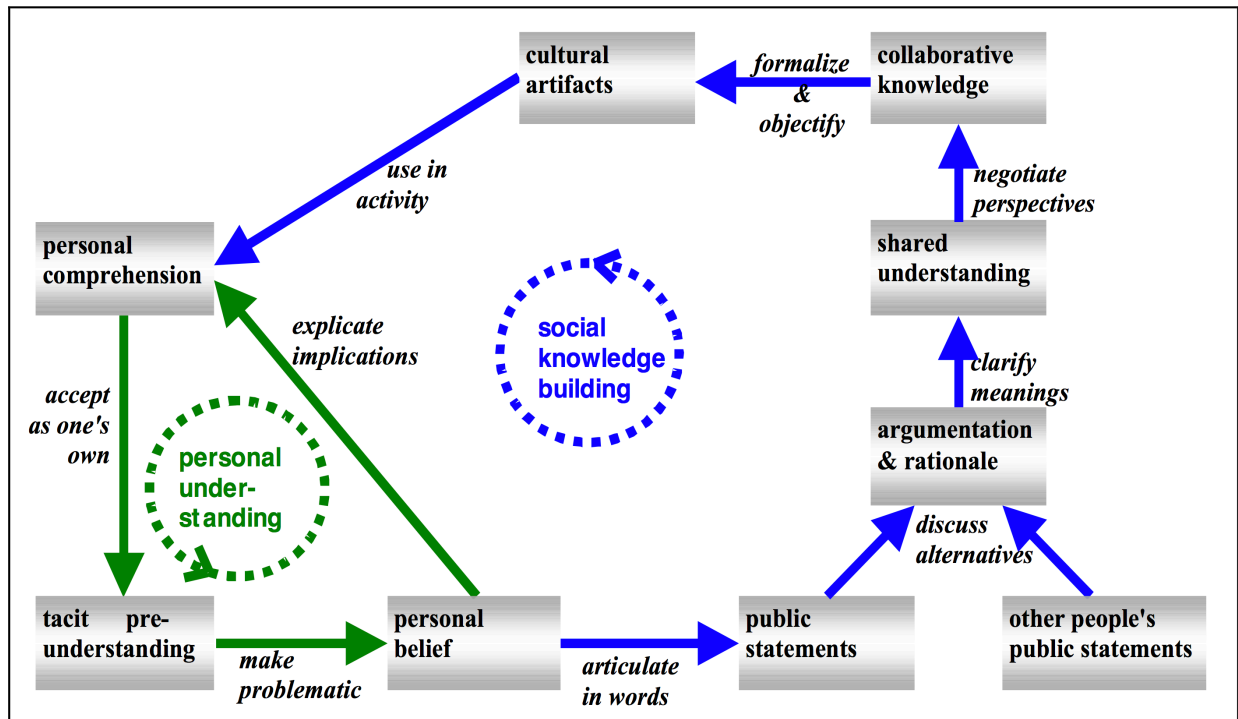 cultural
artifacts
formalize
&
objectify
collaborative
knowledge
use in
activity
negotiate
perspectives
personal
comprehension
shared
understanding
explicate
implications
social
knowledge
building
clarify
meanings
accept
as one's
own
personal
under-
standing
argumentation
& rationale
discuss
alternatives
tacit pre-
understanding
make
problematic
personal
belief
articulate
in words
public
statements
other people's
public statements